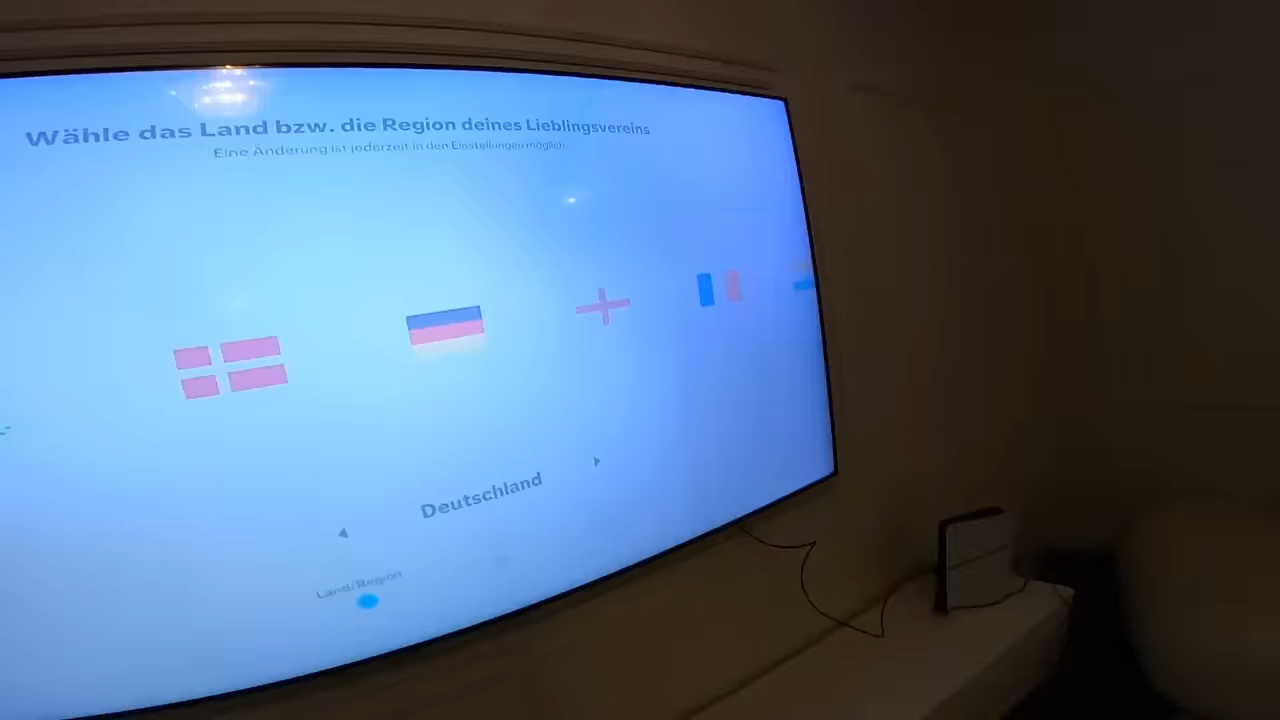 Wähle das Land bzw. die Region deines Lieblingsvereins
Eine Änderung ist jederzeit in den Einstellungen möglich.
Deutschland
Land/Region